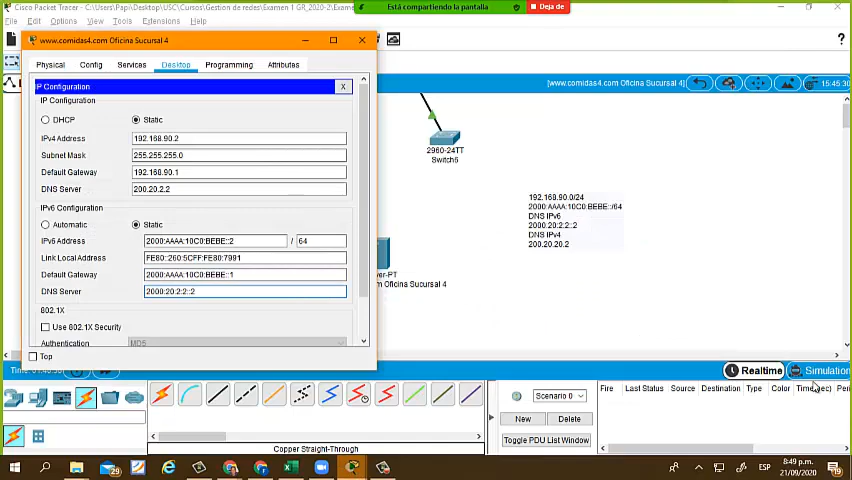 Cisco Packet Tracer - C:\Users\Papi\Desktop\USC\Cursos\Gestion de redes\Examen 1 GR_2020-2\Exame
Está compartiendo la pantalla
Deja de
File Edit Options View Tools Extensions Help
www.comidas4.com Oficina Sucursal 4
Physical Config Services Desktop Programming Attributes
IP Configuration X
IP Configuration
DHCP Static
IPv4 Address 192.168.90.2
Subnet Mask 255.255.255.0
Default Gateway 192.168.90.1
DNS Server 200.20.2.2
IPv6 Configuration
Automatic Static
IPv6 Address 2000:AAAA:10C0:BEBE::2 / 64
Link Local Address FE80::260:5CFF:FE80:7991
Default Gateway 2000:AAAA:10C0:BEBE::1
DNS Server 2000:20:2:2::2
802.1X
Use 802.1X Security
Authentication MD5
Top
[www.comidas4.com Oficina Sucursal 4] 15:45:30
2960-24TT
Switch6
192.168.90.0/24
2000:AAAA:10C0:BEBE::/64
DNS IPv6
2000:20:2:2::2
DNS IPv4
200.20.20.2
er-PT
m Oficina Sucursal 4
Realtime Simulation
Scenario 0
New Delete
Toggle PDU List Window
Fire Last Status Source Destination Type Color Time(sec) Peri
Copper Straight-Through
ESP
8:49 p.m.
21/09/2020
19